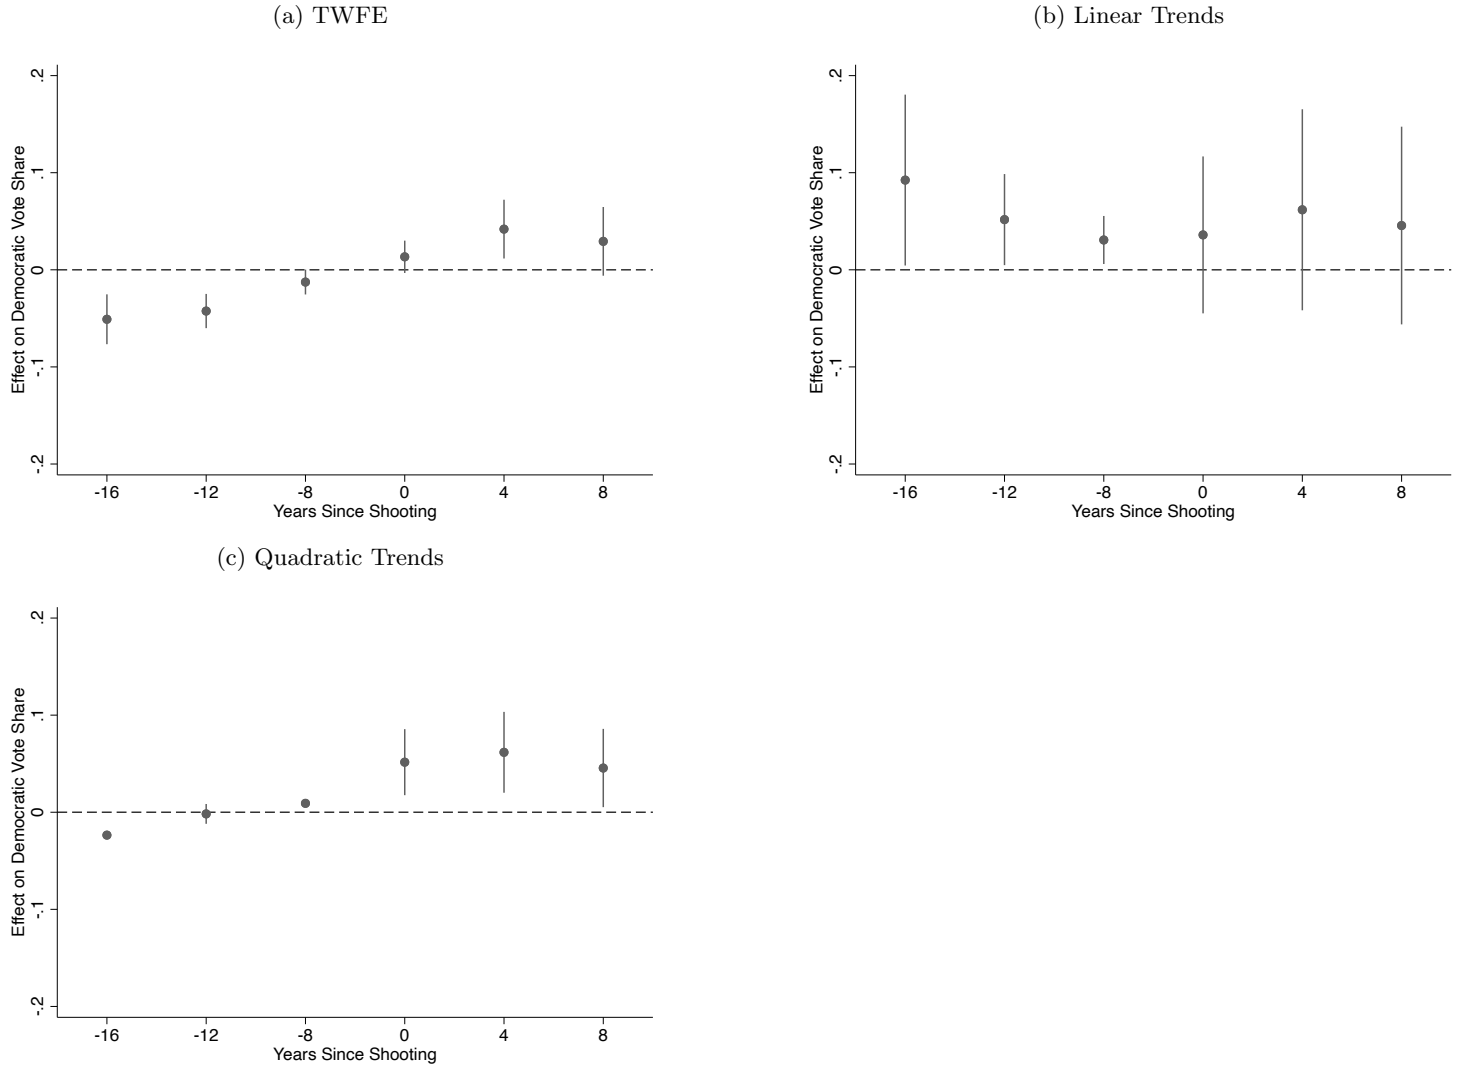 (a) TWFE
Effect on Democratic Vote Share
.2
.1
0
-.1
-.2
-16 -12 -8 0 4 8
Years Since Shooting
(b) Linear Trends
Effect on Democratic Vote Share
.2
.1
0
-.1
-.2
-16 -12 -8 0 4 8
Years Since Shooting
(c) Quadratic Trends
Effect on Democratic Vote Share
.2
.1
0
-.1
-.2
-16 -12 -8 0 4 8
Years Since Shooting